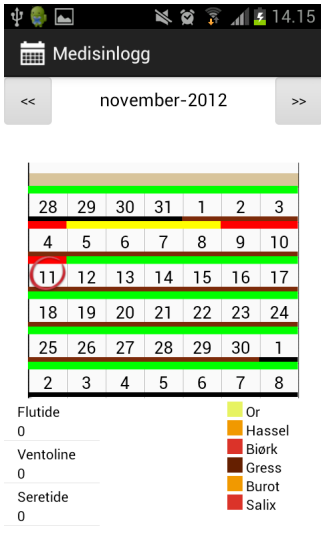 14.15
Medisinlogg
<< november-2012 >>
28 29 30 31 1 2 3
4 5 6 7 8 9 10
11 12 13 14 15 16 17
18 19 20 21 22 23 24
25 26 27 28 29 30 1
2 3 4 5 6 7 8
Flutide
0
Ventoline
0
Seretide
0
Or
Hassel
Biørk
Gress
Burot
Salix